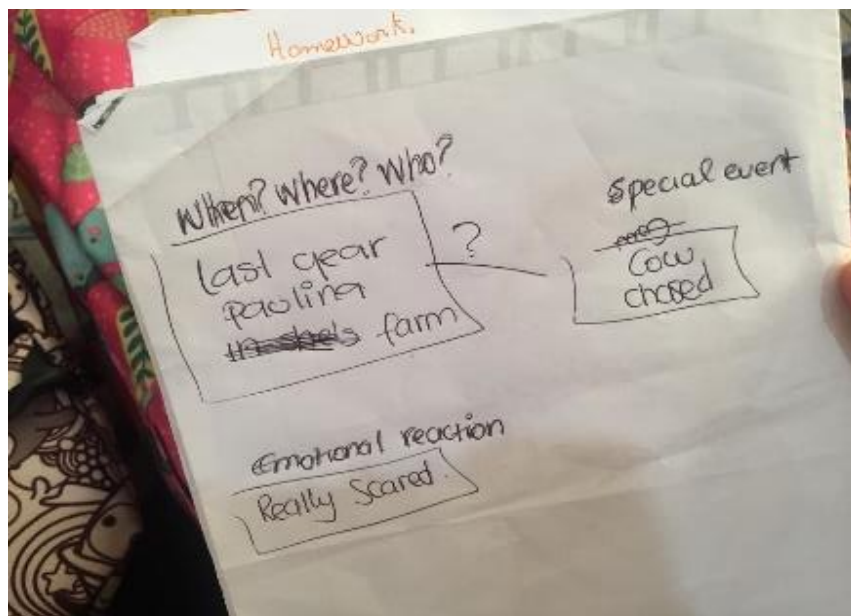 Homework.
When? Where? Who?
last year
paolina
farm
?
special event
Cow
chased
Emotional reaction
Really Scared.